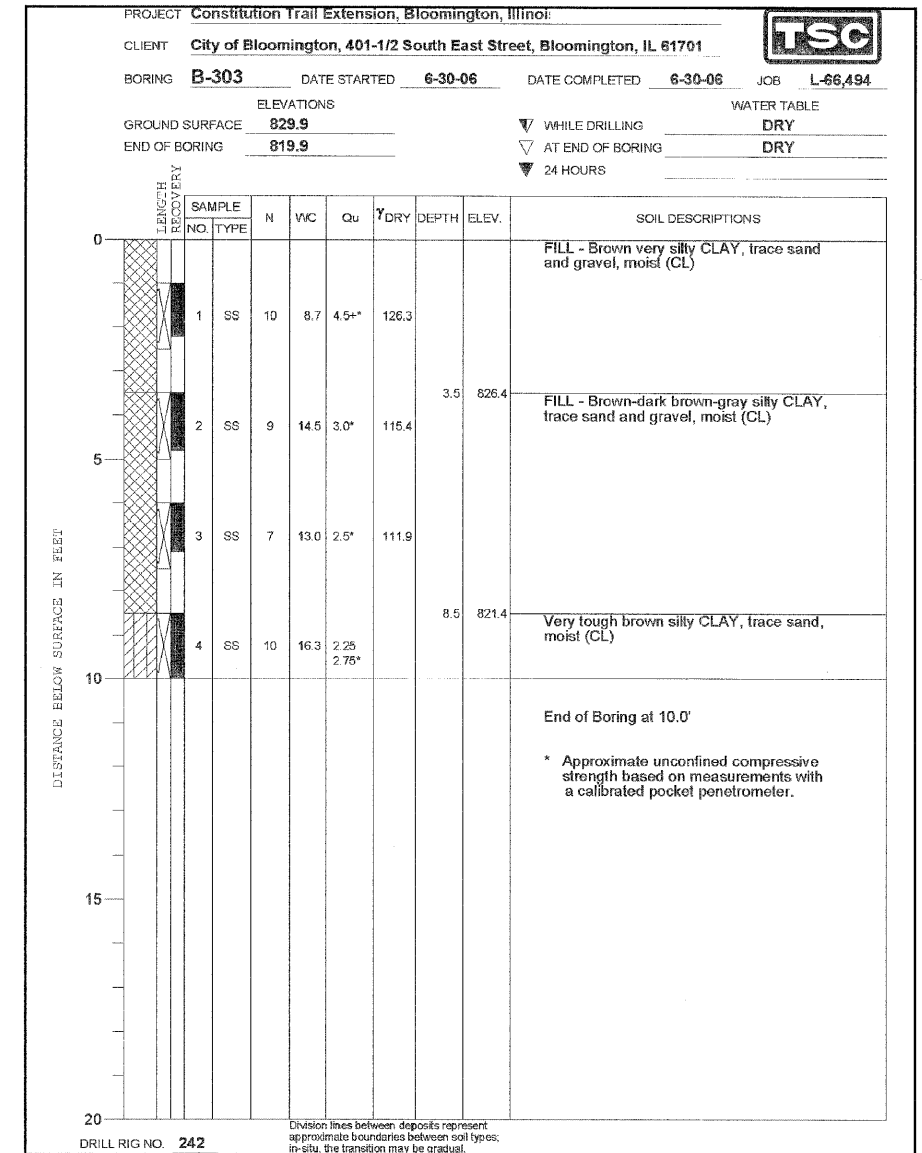 PROJECT Constitution Trail Extension, Bloomington, Illinoi
TSC
CLIENT City of Bloomington, 401-1/2 South East Street, Bloomington, IL 61701
BORING B-303 DATE STARTED 6-30-06 DATE COMPLETED 6-30-06 JOB L-66,494
ELEVATIONS WATER TABLE
GROUND SURFACE 829.9 WHILE DRILLING DRY
END OF BORING 819.9 AT END OF BORING DRY
24 HOURS
LENGTH
RECOVERY
SAMPLE
NO. TYPE N WC Qu γDRY DEPTH ELEV. SOIL DESCRIPTIONS
0
FILL - Brown very silty CLAY, trace sand
and gravel, moist (CL)
1 SS 10 8.7 4.5+* 126.3
3.5 826.4
FILL - Brown-dark brown-gray silty CLAY,
trace sand and gravel, moist (CL)
2 SS 9 14.5 3.0* 115.4
5
3 SS 7 13.0 2.5* 111.9
8.5 821.4
Very tough brown silty CLAY, trace sand,
moist (CL)
4 SS 10 16.3 2.25
2.75*
10
End of Boring at 10.0'
* Approximate unconfined compressive
strength based on measurements with
a calibrated pocket penetrometer.
15
20
DISTANCE BELOW SURFACE IN FEET
DRILL RIG NO. 242
Division lines between deposits represent
approximate boundaries between soil types;
in-situ, the transition may be gradual.